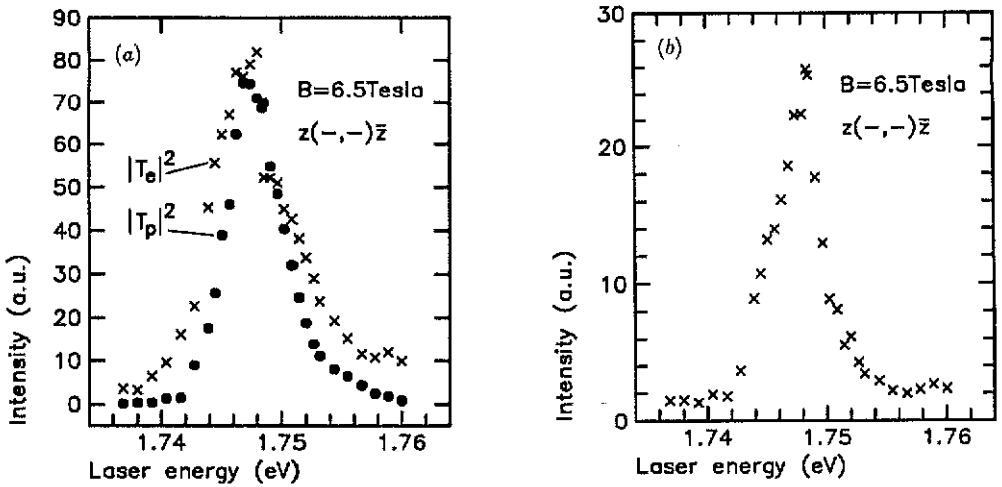 (a)
B=6.5Tesla
z(-,-)z̄
|T_e|²
|T_p|²
90
80
70
60
50
40
30
20
10
0
1.74
1.75
1.76
Intensity (a.u.)
Laser energy (eV)
(b)
B=6.5Tesla
z(-,-)z̄
30
20
10
0
1.74
1.75
1.76
Intensity (a.u.)
Laser energy (eV)